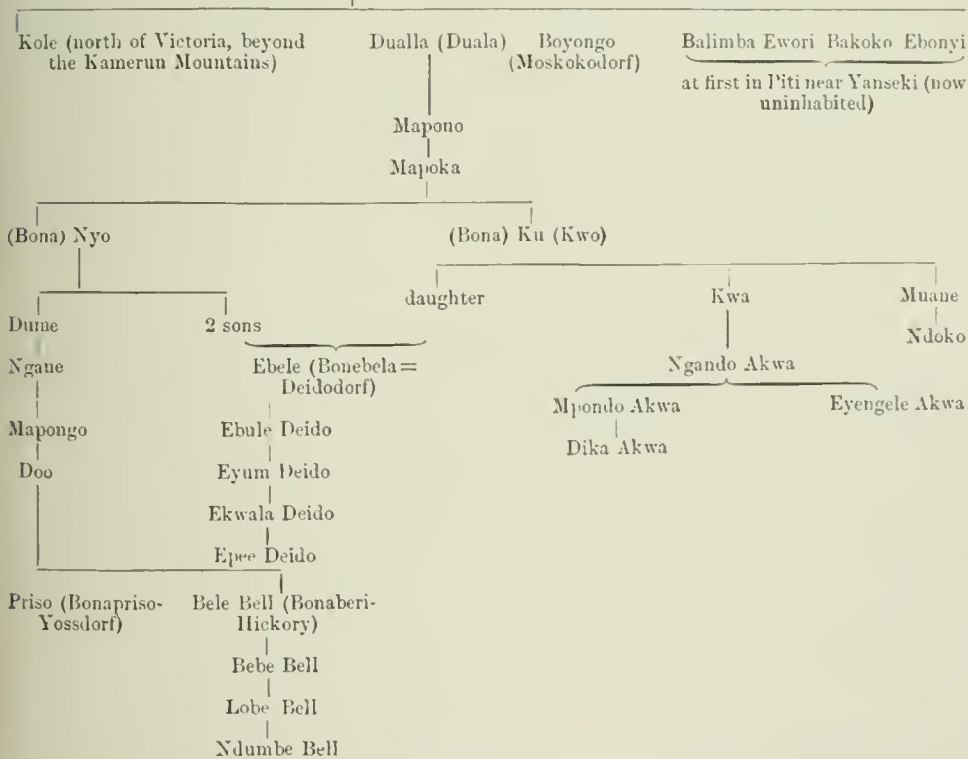 Kole (north of Victoria, beyond
the Kamerun Mountains)
Dualla (Duala)
Boyongo
(Moskokodorf)
Balimba Ewori Bakoko Ebonyi
at first in Piti near Yanseki (now
uninhabited)
Mapono
Mapoka
(Bona) Nyo
(Bona) Ku (Kwo)
daughter
Kwa
Muane
Dume
2 sons
Ndoko
Ngane
Ebele (Bonebela=
Deidodorf)
Ngando Akwa
Mpondo Akwa
Eyengele Akwa
Mapongo
Ebule Deido
Dika Akwa
Doo
Eyum Deido
Ekwala Deido
Epee Deido
Priso (Bonapriso-
Yossdorf)
Bele Bell (Bonaberi-
Hickory)
Bebe Bell
Lobe Bell
Ndumbe Bell